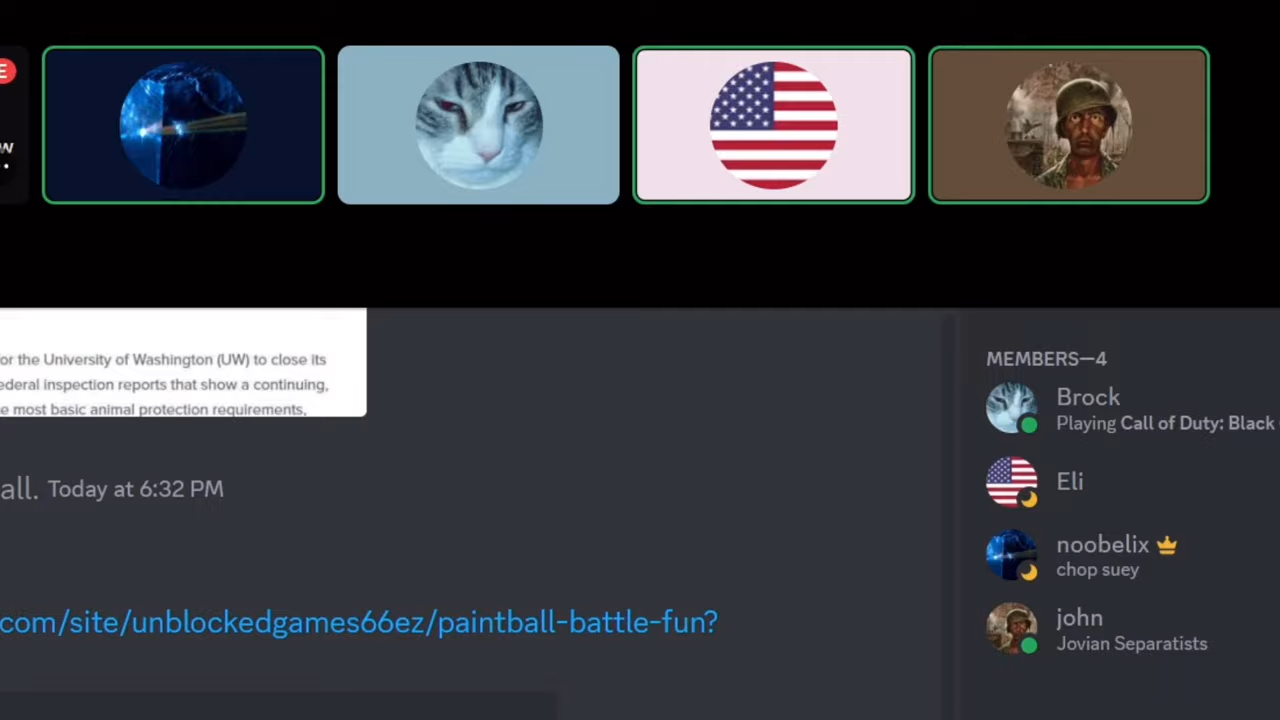 E
w
...
or the University of Washington (UW) to close its
ederal inspection reports that show a continuing,
e most basic animal protection requirements,
all. Today at 6:32 PM
com/site/unblockedgames66ez/paintball-battle-fun?
MEMBERS—4
Brock
Playing Call of Duty: Black
Eli
noobelix
chop suey
john
Jovian Separatists